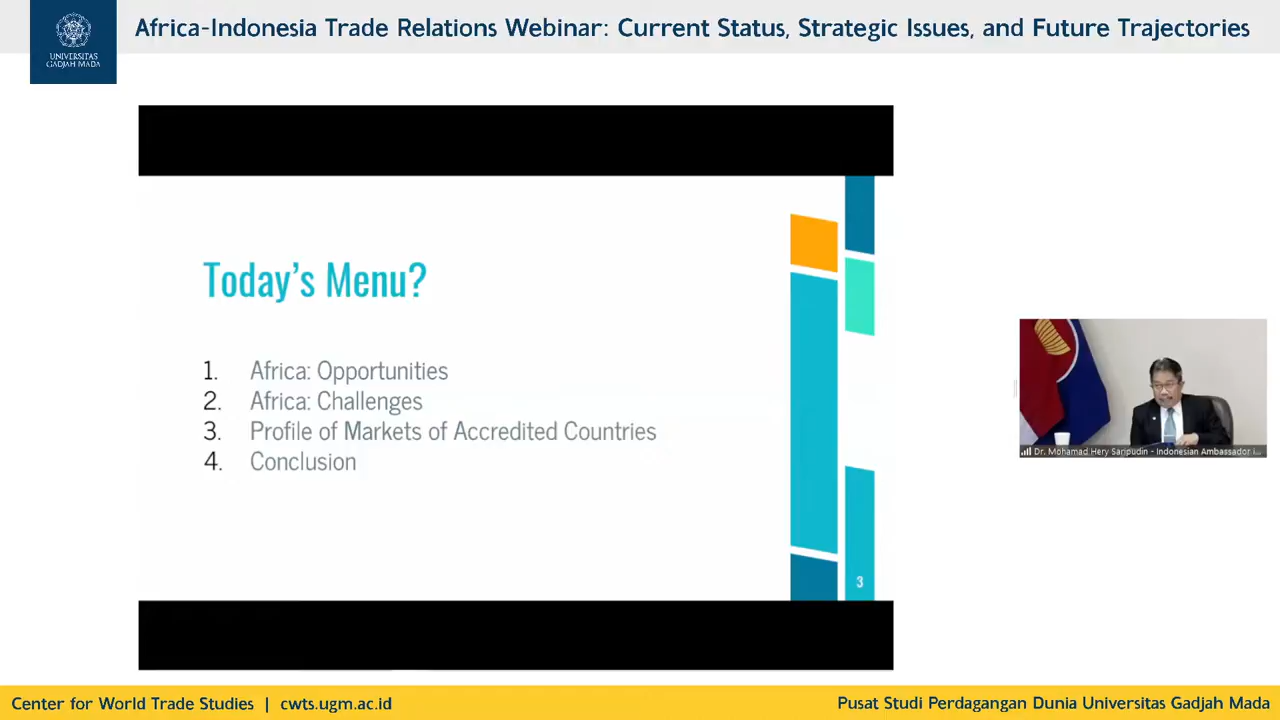 Africa-Indonesia Trade Relations Webinar: Current Status, Strategic Issues, and Future Trajectories
UNIVERSITAS
GADJAH MADA
Today's Menu?
1. Africa: Opportunities
2. Africa: Challenges
3. Profile of Markets of Accredited Countries
4. Conclusion
3
Dr. Mohamad Hery Saripudin - Indonesian Ambassador i...
Center for World Trade Studies | cwts.ugm.ac.id
Pusat Studi Perdagangan Dunia Universitas Gadjah Mada